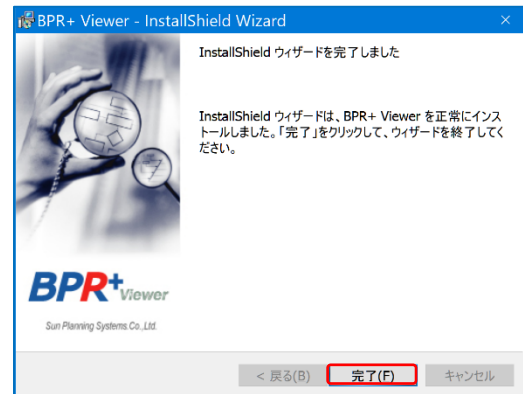 BPR+ Viewer - InstallShield Wizard
InstallShield ウィザードを完了しました
InstallShield ウィザードは、BPR+ Viewer を正常にインス
トールしました。「完了」をクリックして、ウィザードを終了してく
ださい。
BPR+Viewer
Sun Planning Systems.Co.,Ltd.
< 戻る(B) 完了(F) キャンセル